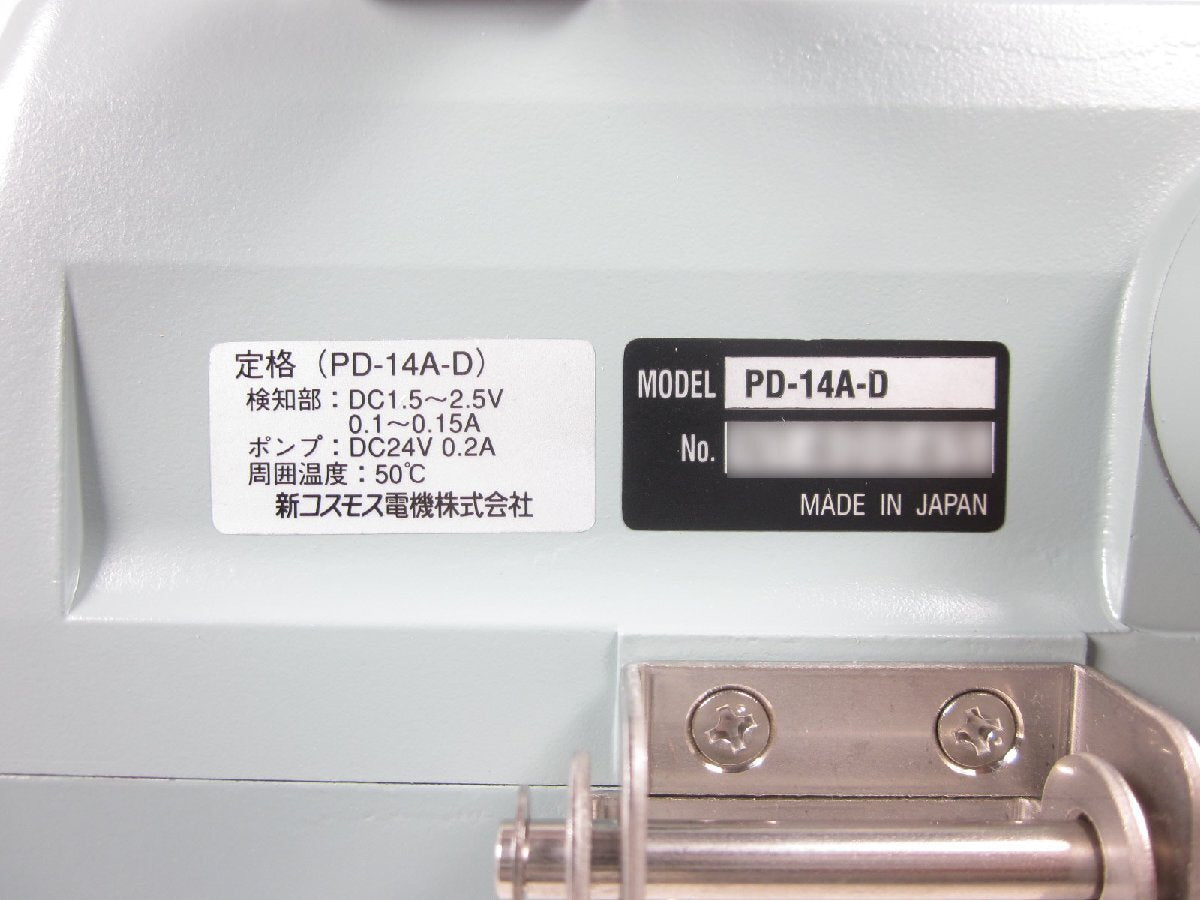 定格（PD-14A-D）
検知部：DC1.5～2.5V
0.1～0.15A
ポンプ：DC24V 0.2A
周囲温度：50℃
新コスモス電機株式会社
MODEL PD-14A-D
No.
MADE IN JAPAN